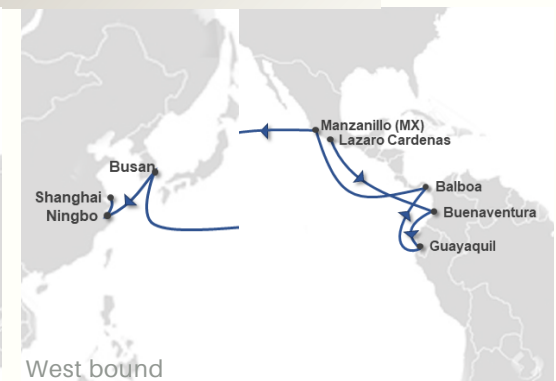 Manzanillo (MX)
Lazaro Cardenas
Busan
Shanghai
Ningbo
Balboa
Buenaventura
Guayaquil
West bound